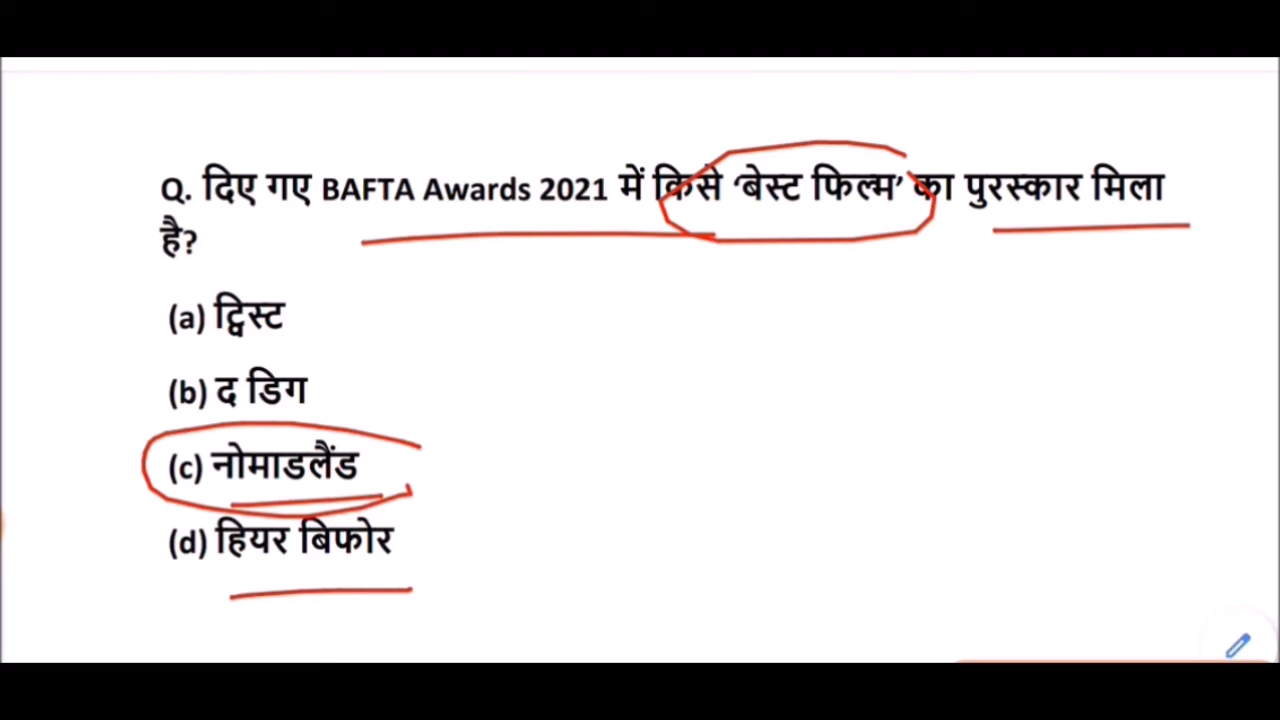 Q. दिए गए BAFTA Awards 2021 में किसे ‘बेस्ट फिल्म’ का पुरस्कार मिला
है?
(a) ट्विस्ट
(b) द डिग
(c) नोमाडलैंड
(d) हियर बिफोर